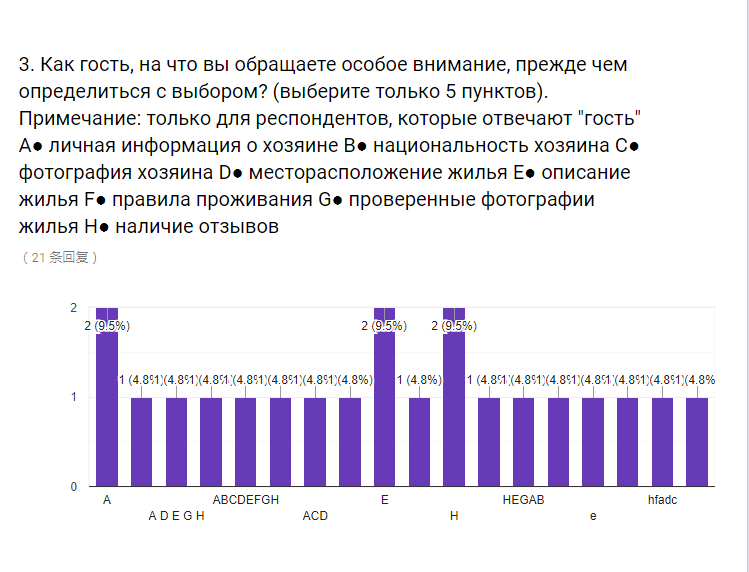 3. Как гость, на что вы обращаете особое внимание, прежде чем
определиться с выбором? (выберите только 5 пунктов).
Примечание: только для респондентов, которые отвечают "гость"
A● личная информация о хозяине B● национальность хозяина C●
фотография хозяина D● месторасположение жилья E● описание
жилья F● правила проживания G● проверенные фотографии
жилья H● наличие отзывов
（21 条回复）
2
2 (9.5%) 2 (9.5%) 2 (9.5%)
1 (4.8%) 1 (4.8%) 1 (4.8%)
1
0
A ABCDEFGH E HEGAB hfadc
A D E G H ACD H e